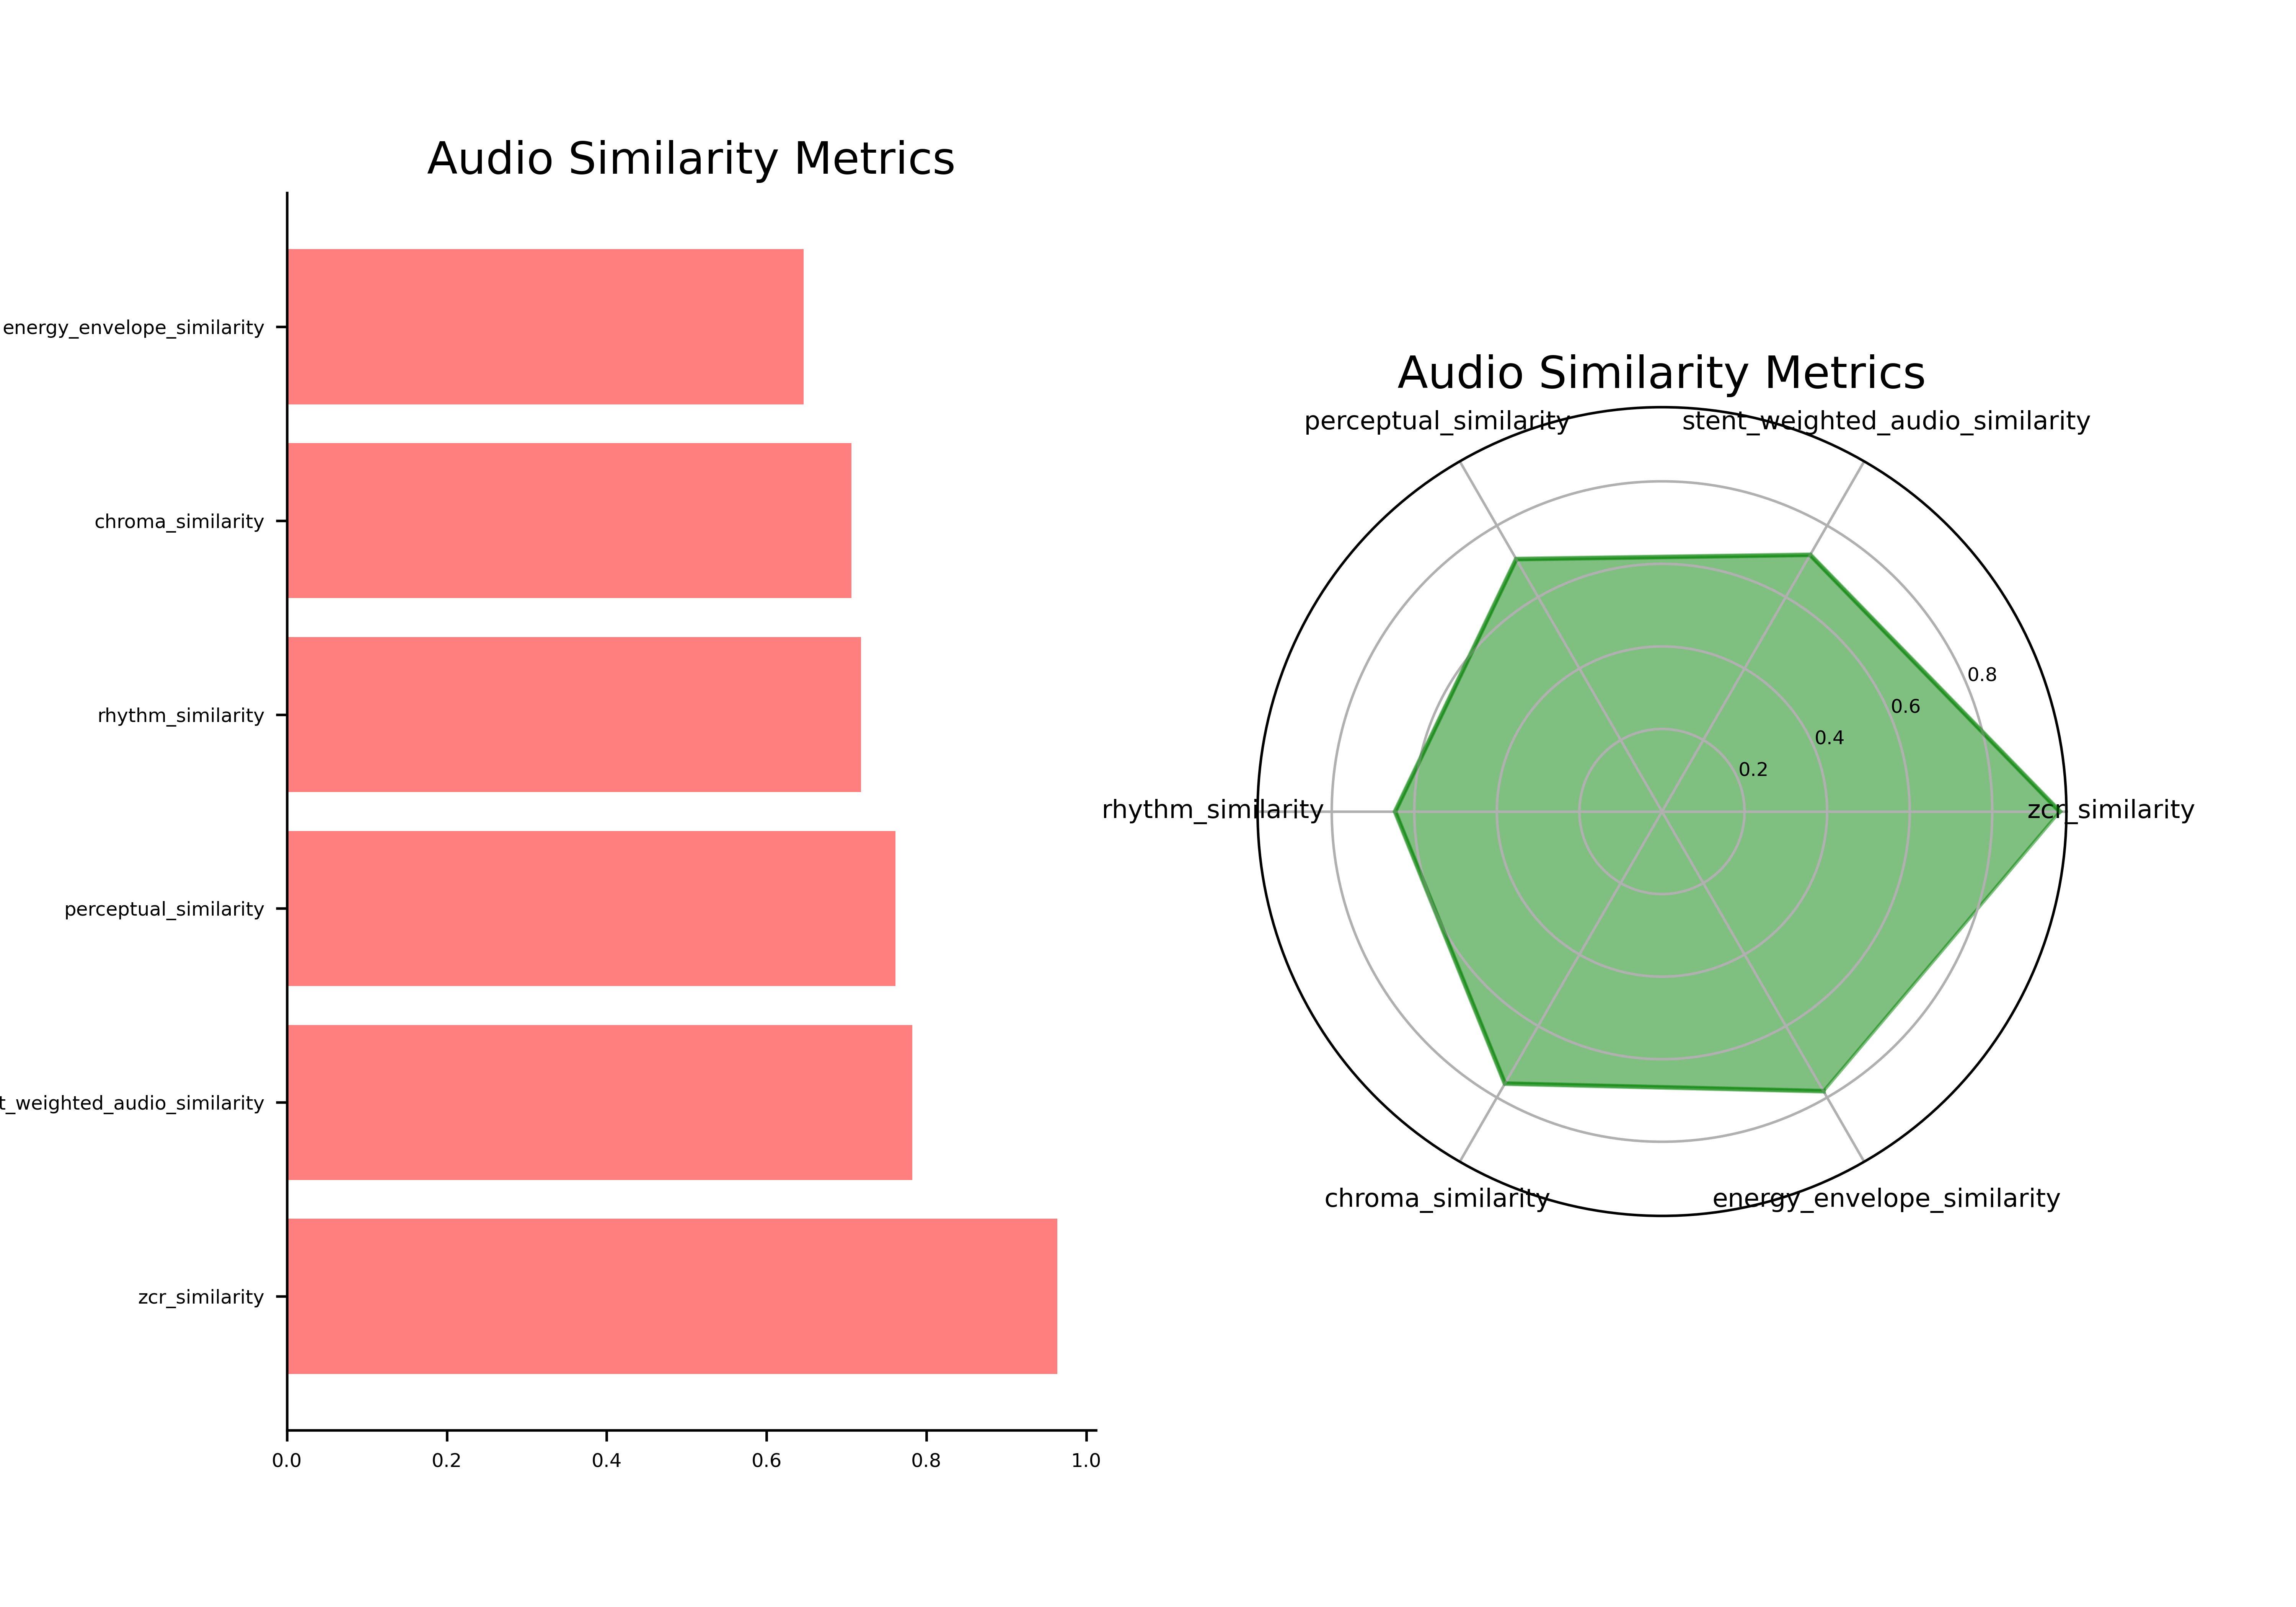 Audio Similarity Metrics
energy_envelope_similarity
chroma_similarity
rhythm_similarity
perceptual_similarity
t_weighted_audio_similarity
zcr_similarity
0.0 0.2 0.4 0.6 0.8 1.0
Audio Similarity Metrics
perceptual_similarity stent_weighted_audio_similarity
0.8
0.6
0.4
0.2
rhythm_similarity zcr_similarity
chroma_similarity energy_envelope_similarity